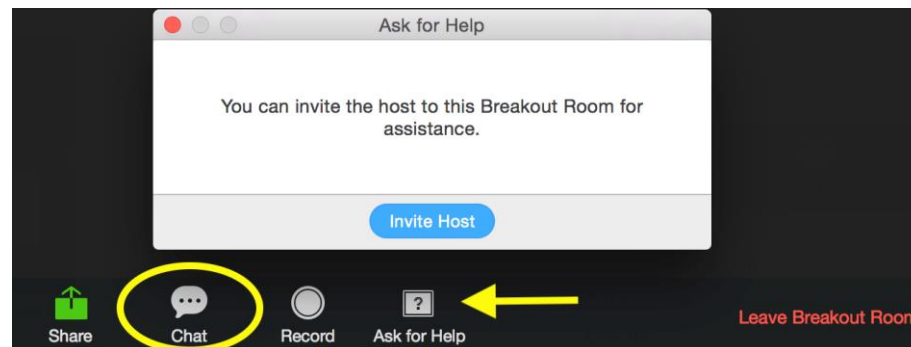 Ask for Help
You can invite the host to this Breakout Room for
assistance.
Invite Host
?
Share
Chat
Record
Ask for Help
Leave Breakout Room